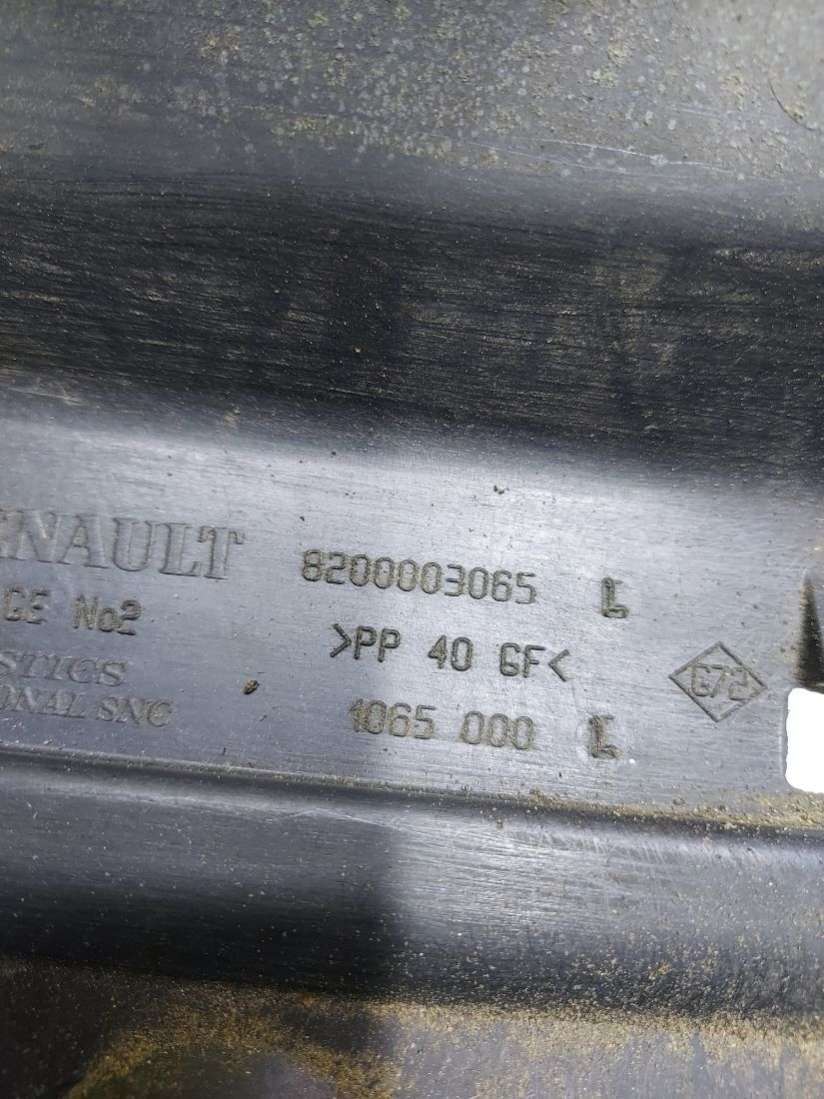 ENAULT 8200003065
CE No2 >PP 40 GF<
STICS G72
ONAL SNC 1065 000